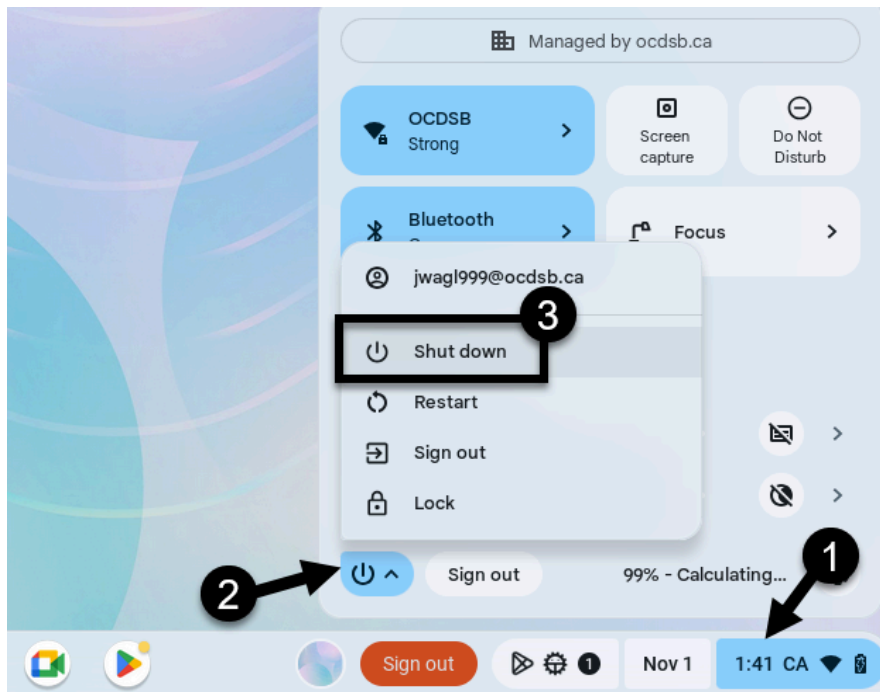 Managed by ocdsb.ca
OCDSB
Strong
Screen
capture
Do Not
Disturb
Bluetooth
Focus
jwagl999@ocdsb.ca
3
Shut down
Restart
Sign out
Lock
1
2
Sign out
99% - Calculating...
Sign out
1
Nov 1
1:41 CA